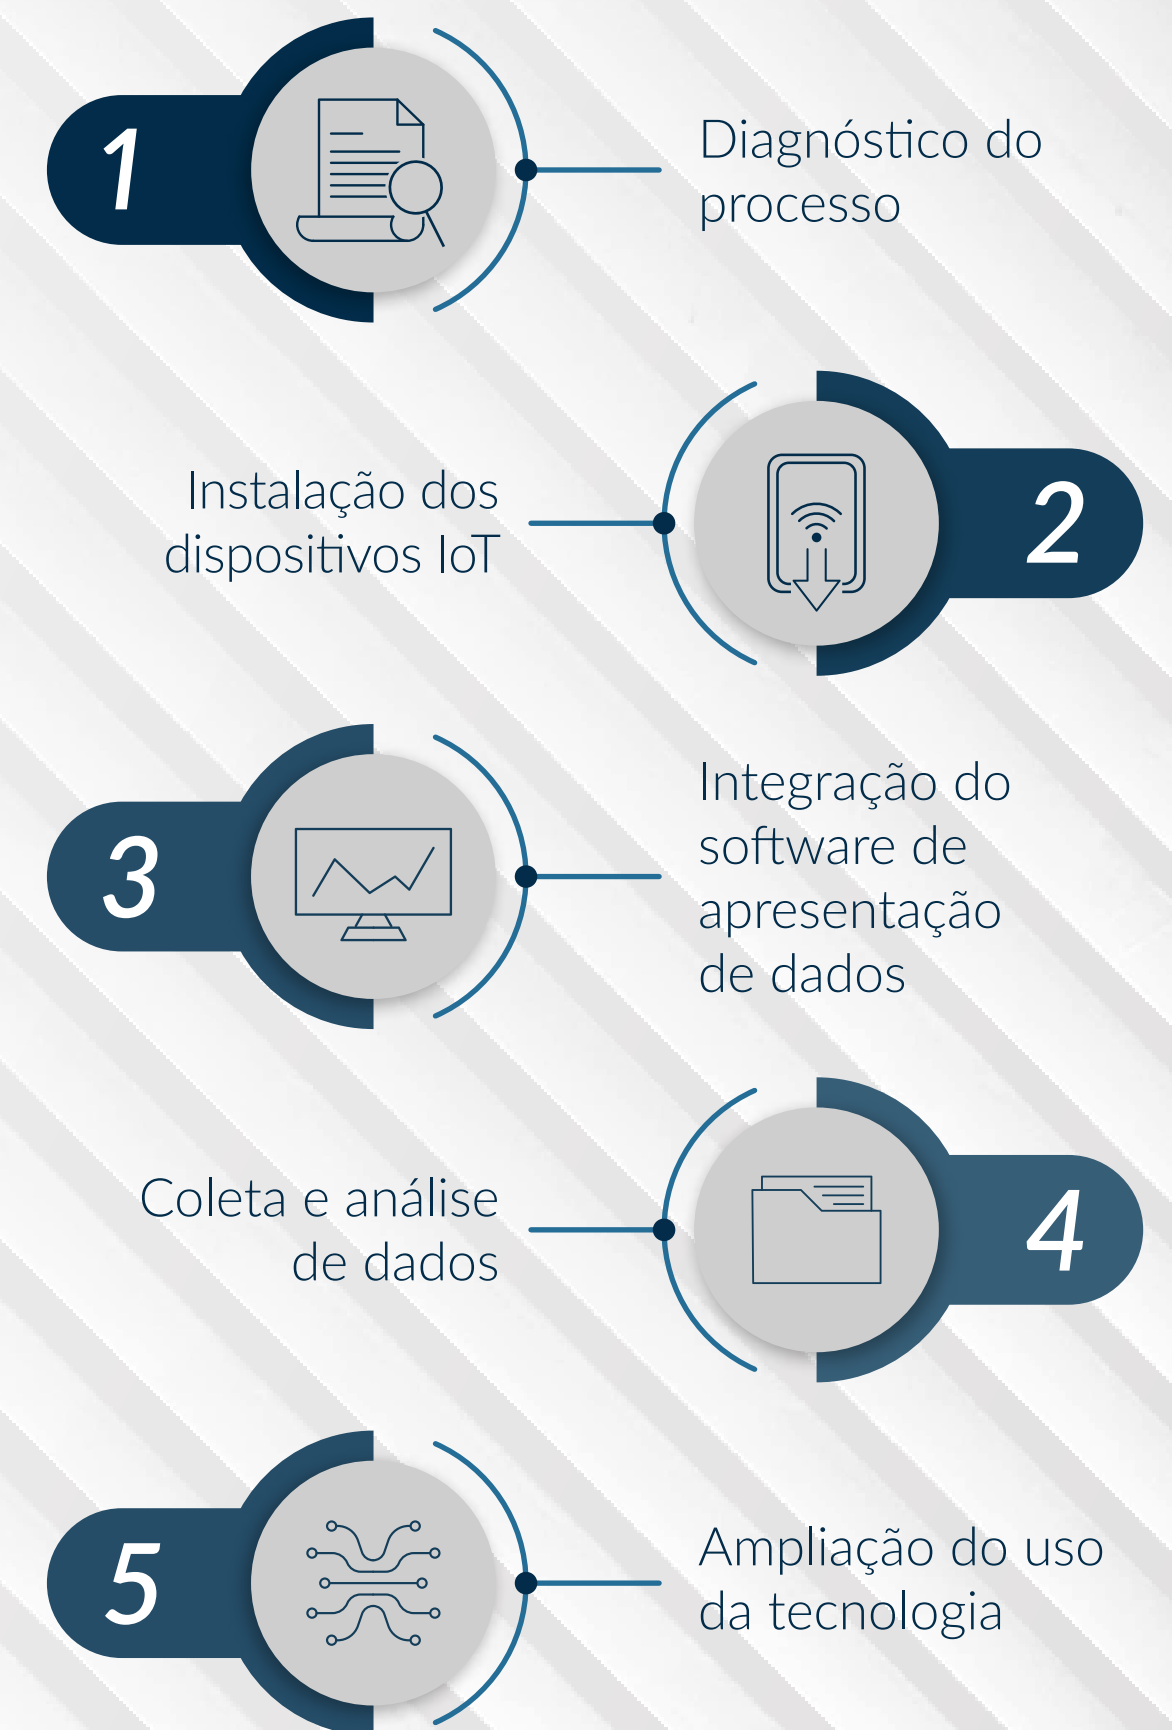 1
Diagnóstico do
processo
2
Instalação dos
dispositivos IoT
3
Integração do
software de
apresentação
de dados
4
Coleta e análise
de dados
5
Ampliação do uso
da tecnologia